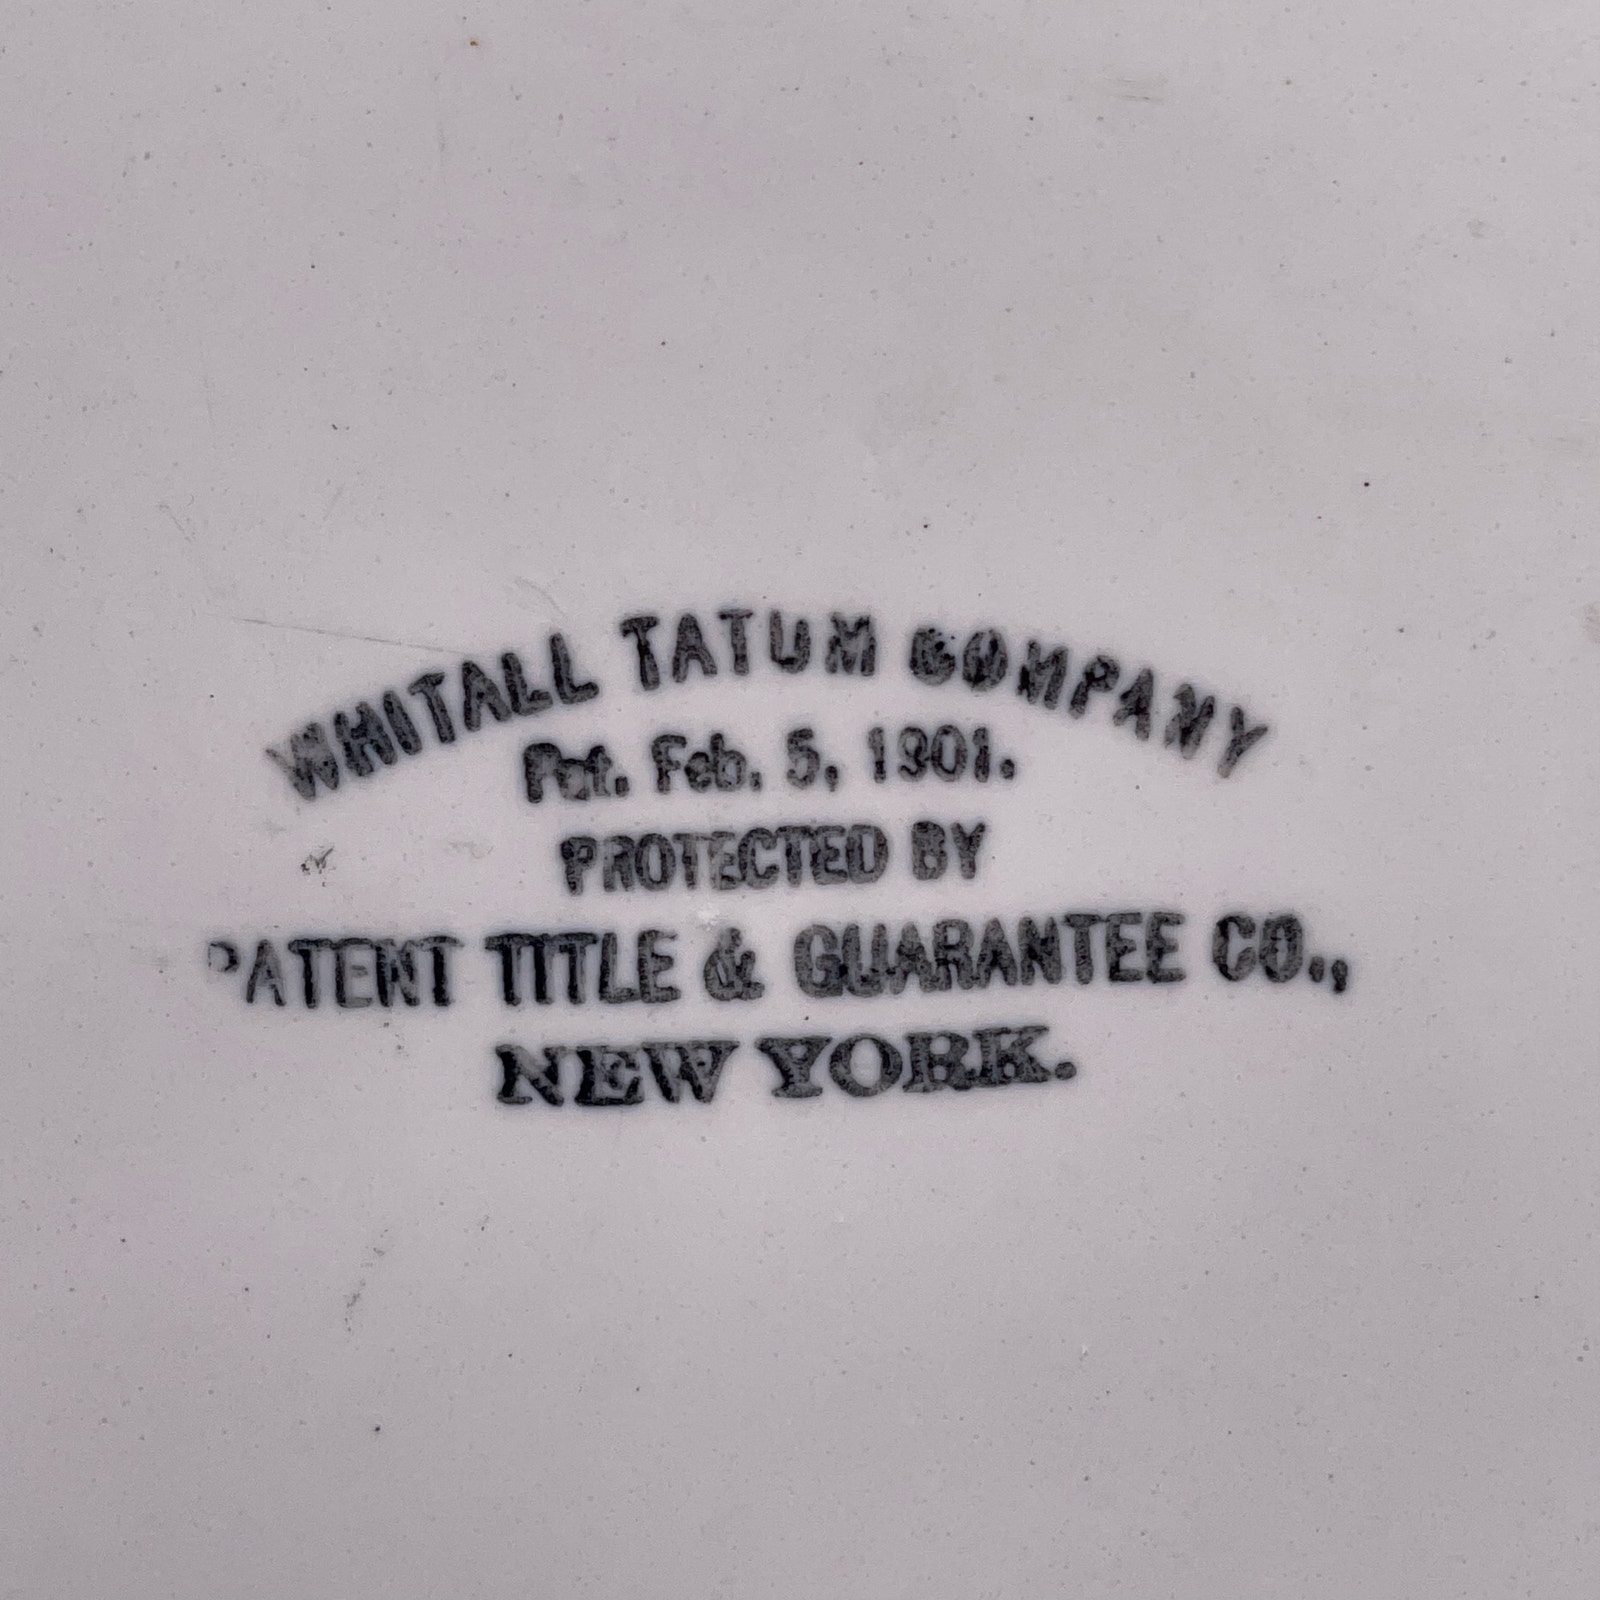 WHITALL TATUM COMPANY
Pat. Feb. 5, 1901.
PROTECTED BY
PATENT TITLE & GUARANTEE CO.,
NEW YORK.